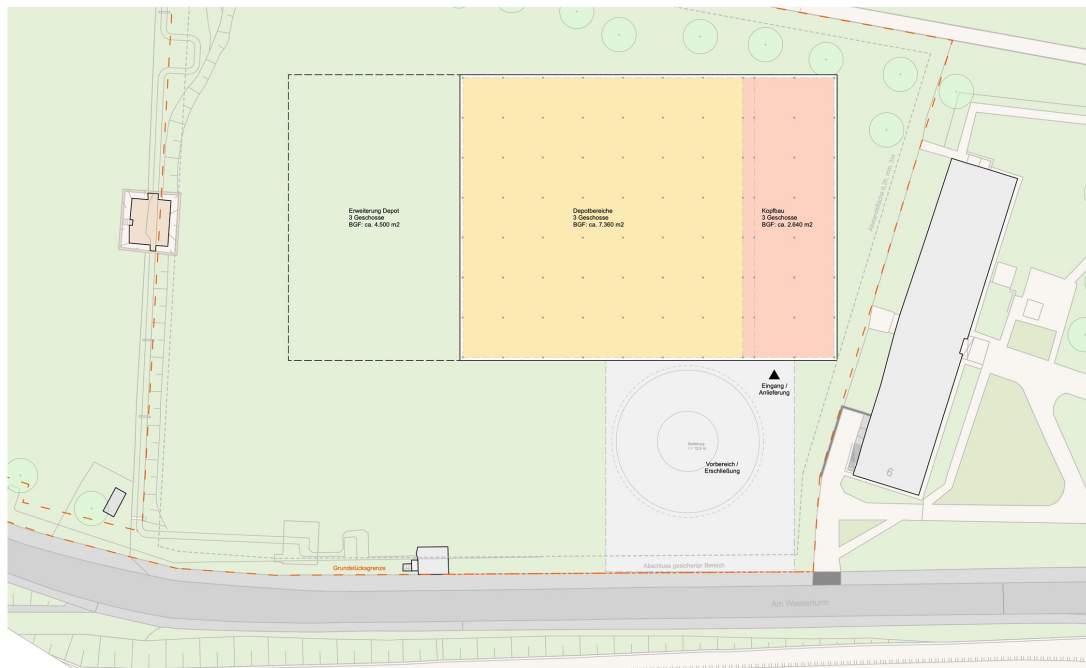 Erweiterung Depot
3 Geschosse
BGF: ca. 4.500 m2
Depotbereiche
3 Geschosse
BGF: ca. 7.360 m2
Kopfbau
3 Geschosse
BGF: ca. 2.640 m2
Eingang /
Anlieferung
Vorbereich /
Erschließung
6
Grundstücksgrenze
Abschluss gesicherter Bereich
Am Wasserturm